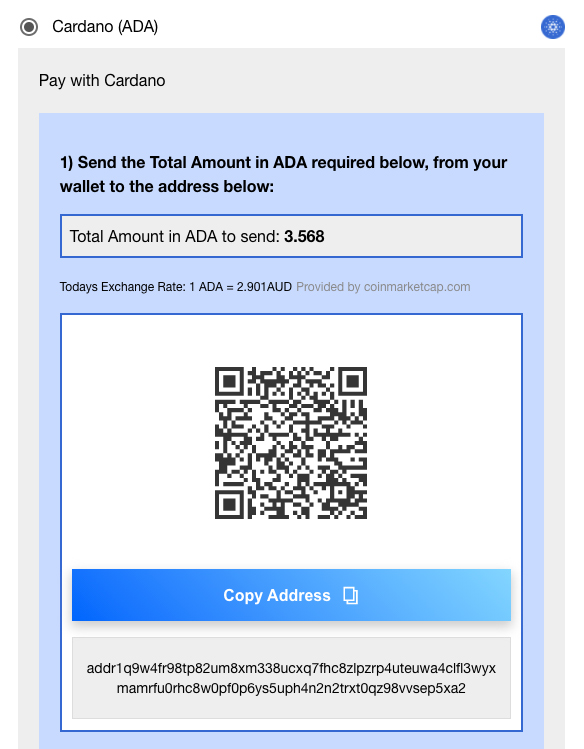 Cardano (ADA)
Pay with Cardano
1) Send the Total Amount in ADA required below, from your
wallet to the address below:
Total Amount in ADA to send: 3.568
Todays Exchange Rate: 1 ADA = 2.901AUD Provided by coinmarketcap.com
Copy Address
addr1q9w4fr98tp82um8xm338ucxq7fhc8zlpzrp4uteuwa4clfl3wyx
mamrfu0rhc8w0pf0p6ys5uph4n2n2trxt0qz98vvsep5xa2